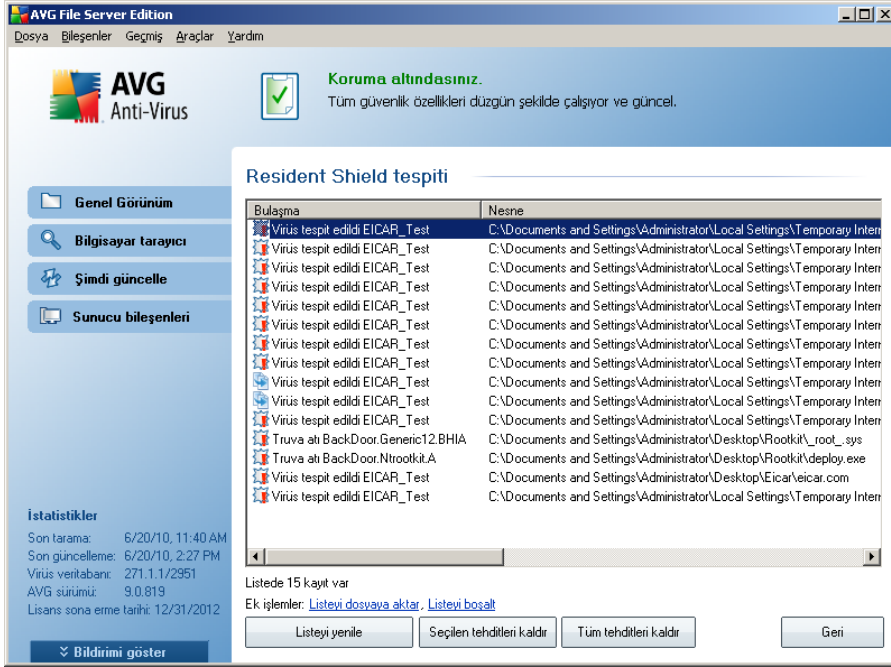 AVG File Server Edition
Dosya Bileşenler Geçmiş Araçlar Yardım
AVG
Anti-Virus
Koruma altındasınız.
Tüm güvenlik özellikleri düzgün şekilde çalışıyor ve güncel.
Genel Görünüm
Bilgisayar tarayıcı
Şimdi güncelle
Sunucu bileşenleri
Resident Shield tespiti
Bulaşma Nesne
Virüs tespit edildi EICAR_Test C:\Documents and Settings\Administrator\Local Settings\Temporary Intern
Virüs tespit edildi EICAR_Test C:\Documents and Settings\Administrator\Local Settings\Temporary Intern
Virüs tespit edildi EICAR_Test C:\Documents and Settings\Administrator\Local Settings\Temporary Intern
Virüs tespit edildi EICAR_Test C:\Documents and Settings\Administrator\Local Settings\Temporary Intern
Virüs tespit edildi EICAR_Test C:\Documents and Settings\Administrator\Local Settings\Temporary Intern
Virüs tespit edildi EICAR_Test C:\Documents and Settings\Administrator\Local Settings\Temporary Intern
Virüs tespit edildi EICAR_Test C:\Documents and Settings\Administrator\Local Settings\Temporary Intern
Virüs tespit edildi EICAR_Test C:\Documents and Settings\Administrator\Local Settings\Temporary Intern
Virüs tespit edildi EICAR_Test C:\Documents and Settings\Administrator\Local Settings\Temporary Intern
Virüs tespit edildi EICAR_Test C:\Documents and Settings\Administrator\Local Settings\Temporary Intern
Virüs tespit edildi EICAR_Test C:\Documents and Settings\Administrator\Local Settings\Temporary Intern
Truva atı BackDoor.Generic12.BHIA C:\Documents and Settings\Administrator\Desktop\Rootkit\_root_.sys
Truva atı BackDoor.Ntrootkit.A C:\Documents and Settings\Administrator\Desktop\Rootkit\deploy.exe
Virüs tespit edildi EICAR_Test C:\Documents and Settings\Administrator\Desktop\Eicar\eicar.com
Virüs tespit edildi EICAR_Test C:\Documents and Settings\Administrator\Local Settings\Temporary Intern
İstatistikler
Son tarama: 6/20/10, 11:40 AM
Son güncelleme: 6/20/10, 2:27 PM
Virüs veritabanı: 271.1.1/2951
AVG sürümü: 9.0.819
Lisans sona erme tarihi: 12/31/2012
Bildirimi göster
Listede 15 kayıt var
Ek işlemler: Listeyi dosyaya aktar, Listeyi boşalt
Listeyi yenile Seçilen tehditleri kaldır Tüm tehditleri kaldır Geri